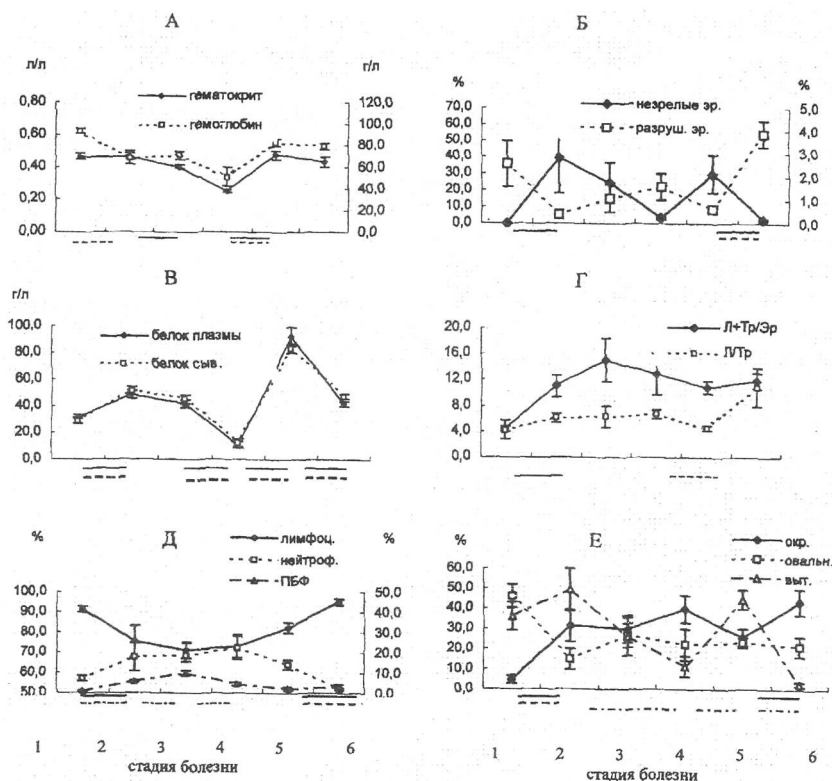 А
л/л
г/л
гематокрит
гемоглобин
0,80
0,60
0,40
0,20
0,00
120,0
100,0
80,0
60,0
40,0
20,0
0,0
Б
%
%
незрелые эр.
разруш. эр.
70,0
60,0
50,0
40,0
30,0
20,0
10,0
0,0
5,0
4,0
3,0
2,0
1,0
0,0
В
г/л
белок плазмы
белок сыв.
100,0
80,0
60,0
40,0
20,0
0,0
Г
Л+Тр/Эр
Л/Тр
20,0
16,0
12,0
8,0
4,0
0,0
Д
%
%
лимфоц.
нейтроф.
ПБФ
100,0
90,0
80,0
70,0
60,0
50,0
50,0
40,0
30,0
20,0
10,0
0,0
1 2 3 4 5 6
стадия болезни
Е
%
окр.
овальн.
выт.
60,0
50,0
40,0
30,0
20,0
10,0
0,0
1 2 3 4 5 6
стадия болезни